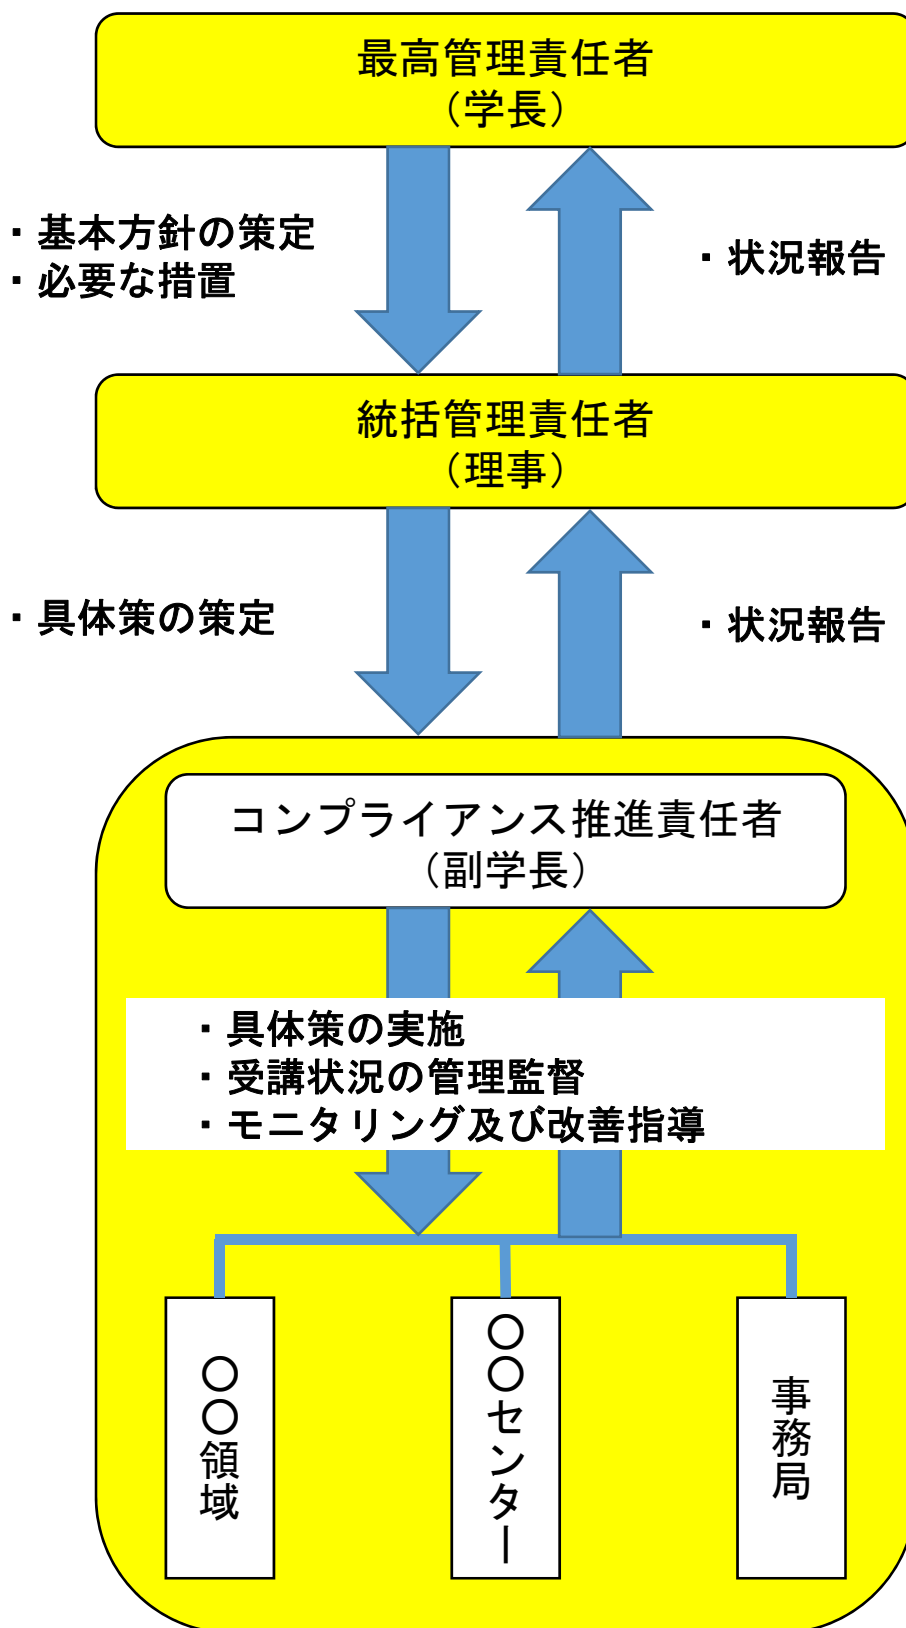 最高管理責任者
（学長）
・基本方針の策定
・必要な措置
・状況報告
統括管理責任者
（理事）
・具体策の策定
・状況報告
コンプライアンス推進責任者
（副学長）
・具体策の実施
・受講状況の管理監督
・モニタリング及び改善指導
〇〇領域
〇〇センター
事務局